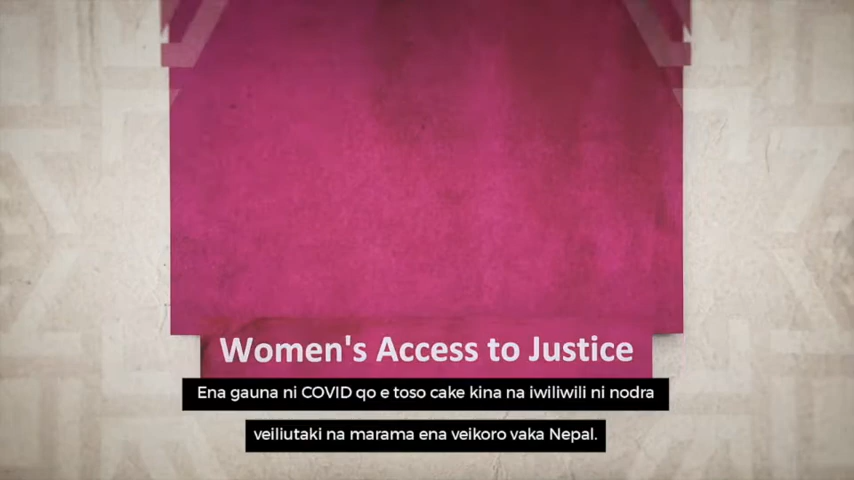 Women's Access to Justice
Ena gauna ni COVID qo e toso cake kina na iwiliwili ni nodra
veiliutaki na marama ena veikoro vaka Nepal.